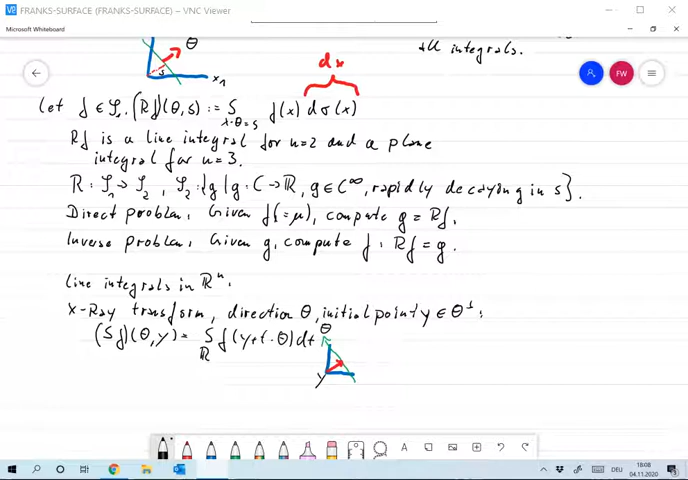 FRANKS-SURFACE (FRANKS-SURFACE) - VNC Viewer
Microsoft Whiteboard
FW
θ
s
x₁
all integrals.
dx
Let f ∈ 𝒮₁. (Rf)(θ,s) := ∫_{x·θ=s} f(x) dσ(x)
Rf is a line integral for n=2 and a plane
integral for n=3.
R: 𝒮₁ → 𝒮₂, 𝒮₂: {g | g: C → ℝ, g ∈ C^∞, rapidly decaying in s}.
Direct problem: Given f (=μ), compute g = Rf.
Inverse problem: Given g, compute f: Rf = g.
Line integrals in ℝⁿ:
X-Ray transform, direction θ, initial point y ∈ θ^⊥:
(Sf)(θ,y) = ∫_ℝ f(y+t·θ) dt
θ
y
A
DEU
18:08
04.11.2020